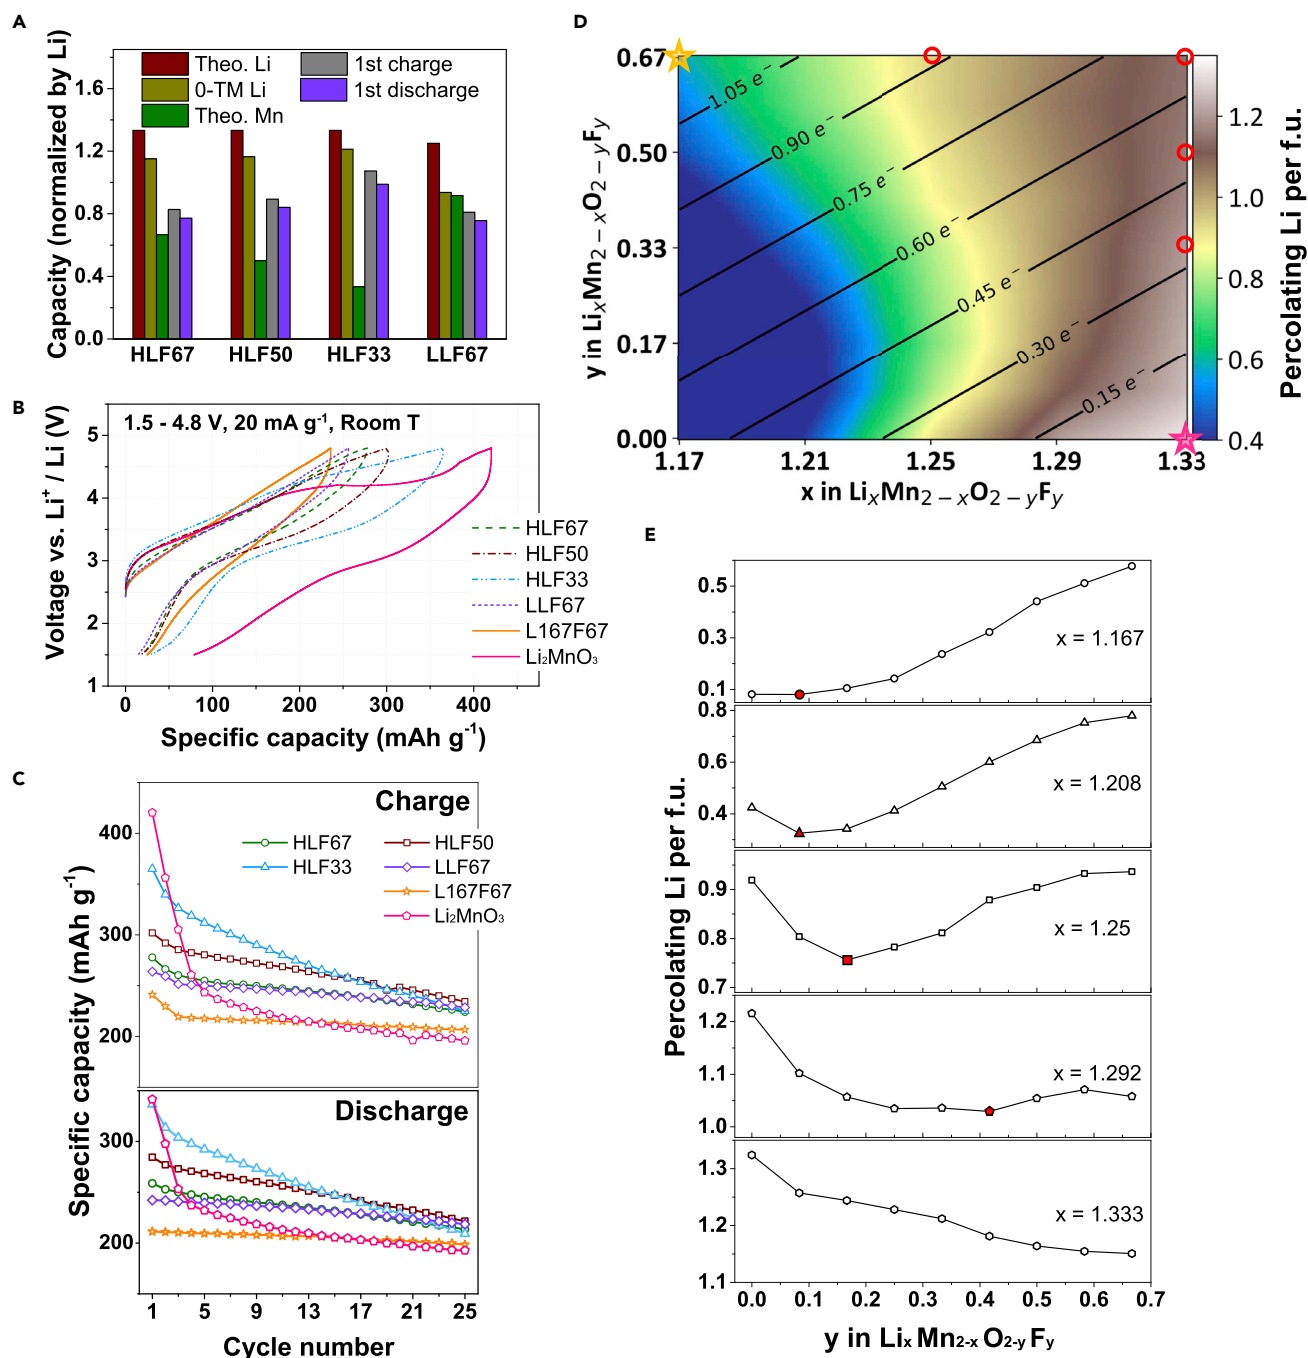 A
Capacity (normalized by Li)
1.6
1.2
0.8
0.4
0.0
Theo. Li
0-TM Li
Theo. Mn
1st charge
1st discharge
HLF67 HLF50 HLF33 LLF67
B
Voltage vs. Li⁺ / Li (V)
5
4
3
2
1
1.5 - 4.8 V, 20 mA g⁻¹, Room T
HLF67
HLF50
HLF33
LLF67
L167F67
Li₂MnO₃
0 100 200 300 400
Specific capacity (mAh g⁻¹)
C
Specific capacity (mAh g⁻¹)
Charge
400
300
200
HLF67
HLF33
HLF50
LLF67
L167F67
Li₂MnO₃
Discharge
300
200
1 5 9 13 17 21 25
Cycle number
D
y in LiₓMn₂₋ₓO₂₋ᵧFᵧ
0.67
0.50
0.33
0.17
0.00
1.05 e⁻
0.90 e⁻
0.75 e⁻
0.60 e⁻
0.45 e⁻
0.30 e⁻
0.15 e⁻
1.17 1.21 1.25 1.29 1.33
x in LiₓMn₂₋ₓO₂₋ᵧFᵧ
1.2
1.0
0.8
0.6
0.4
Percolating Li per f.u.
E
Percolating Li per f.u.
0.5
0.3
0.1
x = 1.167
0.8
0.4
x = 1.208
0.9
0.8
0.7
x = 1.25
1.2
1.1
1.0
x = 1.292
1.3
1.2
1.1
x = 1.333
0.0 0.1 0.2 0.3 0.4 0.5 0.6 0.7
y in Liₓ Mn₂₋ₓ O₂₋ᵧ Fᵧ